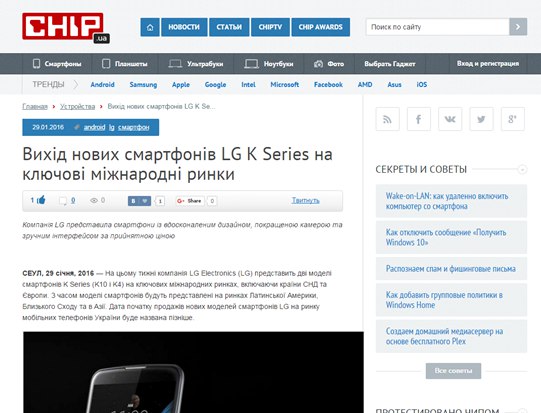 CHIP.ua
НОВОСТИ СТАТЬИ CHIPTV CHIP AWARDS
Поиск по сайту
Смартфоны Планшеты Ультрабуки Ноутбуки Фото Выбрать Гаджет Вход и регистрация
ТРЕНДЫ Android Samsung Apple Google Intel Microsoft Facebook AMD Asus iOS
Главная Устройства Вихід нових смартфонів LG K Se...
29.01.2016 android lg смартфон
Вихід нових смартфонів LG K Series на
ключові міжнародні ринки
1 0 0 B 1 G+ Share 0 Твитнуть
Компанія LG представила смартфони із вдосконаленим дизайном, покращеною камерою та
зручним інтерфейсом за прийнятною ціною
СЕУЛ, 29 січня, 2016 — На цьому тижні компанія LG Electronics (LG) представить дві моделі
смартфонів K Series (K10 і K4) на ключових міжнародних ринках, включаючи країни СНД та
Європи. З часом моделі смартфонів будуть представлені на ринках Латинської Америки,
Близького Сходу та в Азії. Дата початку продажів нових моделей смартфонів LG на ринку
мобільних телефонів України буде названа пізніше.
СЕКРЕТЫ И СОВЕТЫ
Wake-on-LAN: как удаленно включить
компьютер со смартфона
Как отключить сообщение «Получить
Windows 10»
Распознаем спам и фишинговые письма
Как добавить групповые политики в
Windows Home
Создаем домашний медиасервер на
основе бесплатного Plex
Все советы
ПРОТЕСТИРОВАНО ЧИПОМ